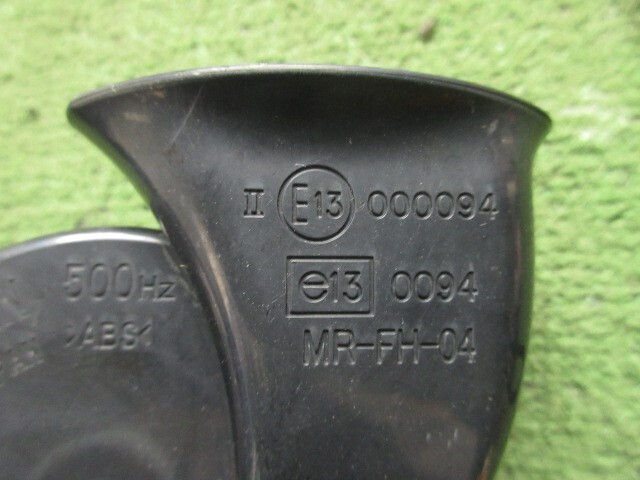 II E13 000094
e13 0094
MR-FH-04
500Hz
>ABS<